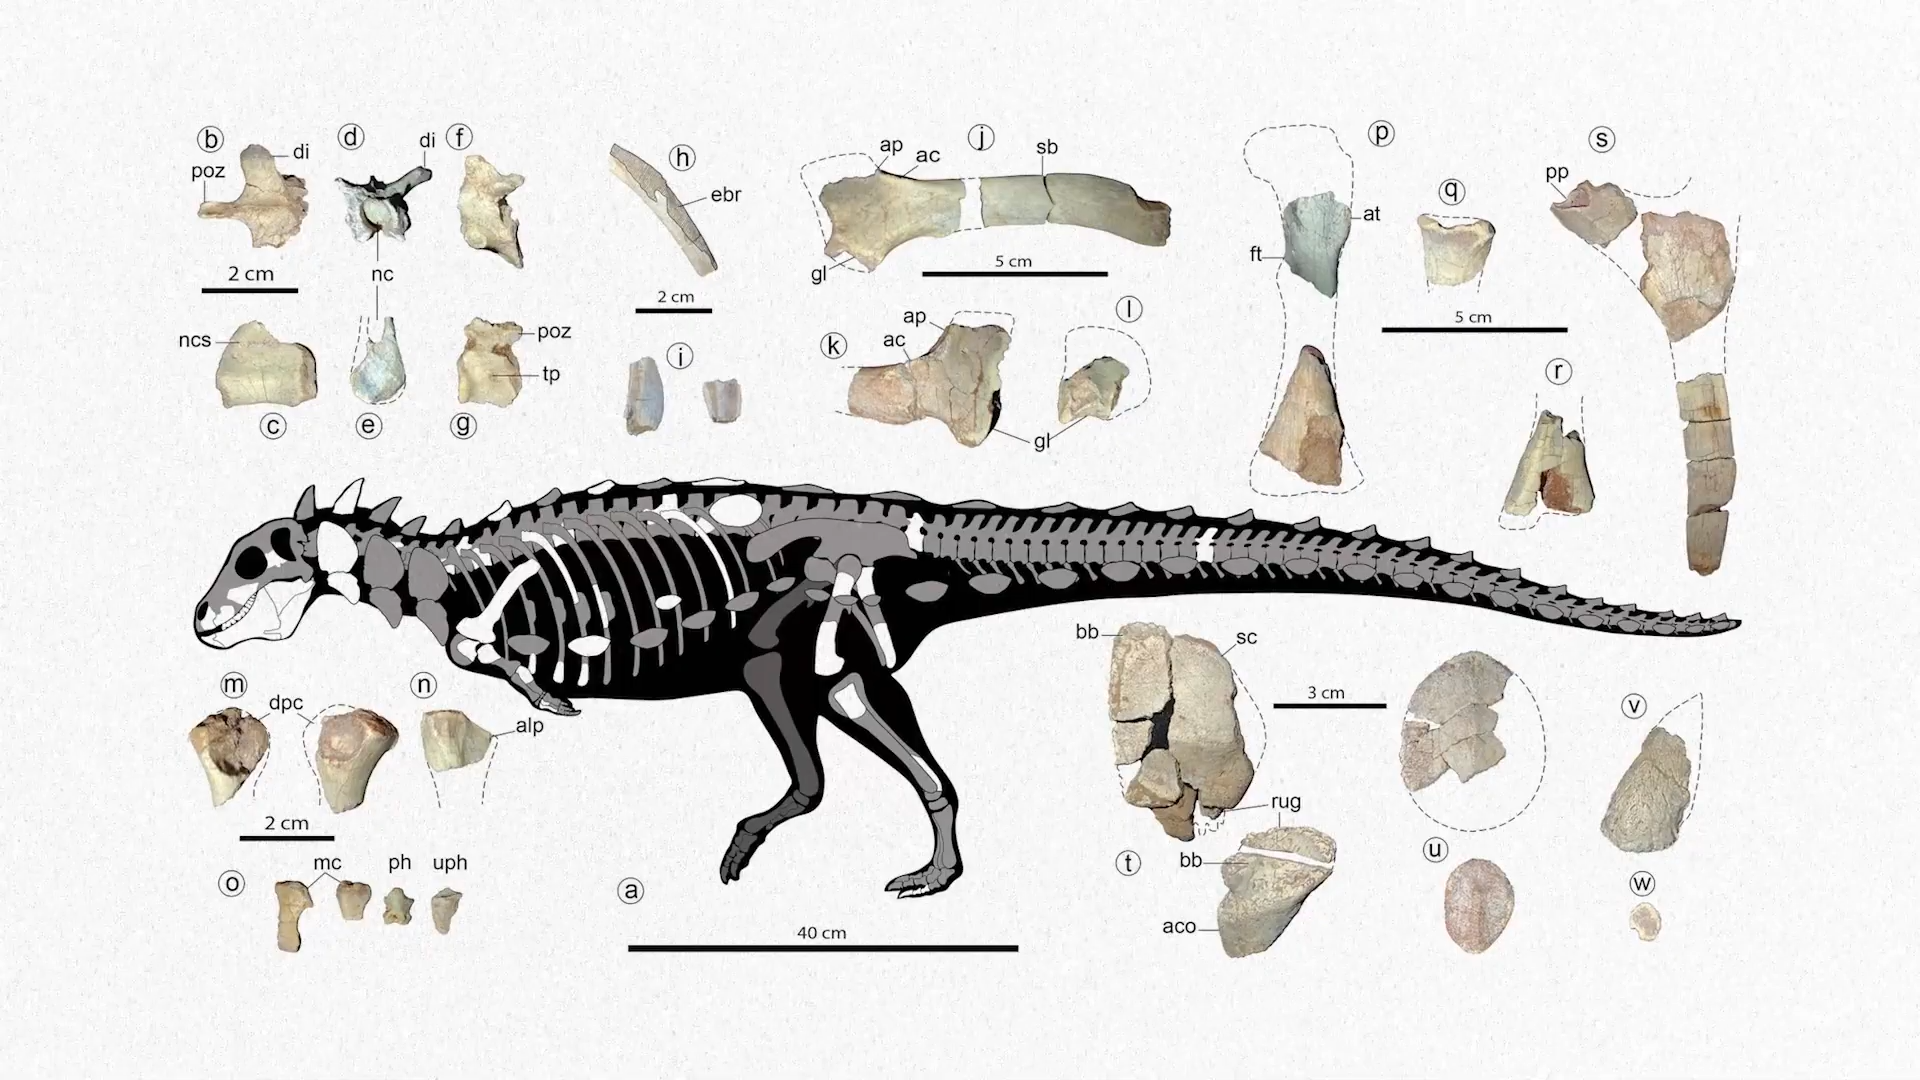 b
di
poz
2 cm
d
di
nc
f
h
ebr
2 cm
j
ap
ac
sb
gl
5 cm
p
at
ft
q
5 cm
s
pp
ncs
c
e
poz
tp
g
i
k
ap
ac
l
gl
r
m
dpc
n
alp
2 cm
o
mc
ph
uph
a
40 cm
bb
sc
3 cm
rug
t
bb
aco
u
v
w